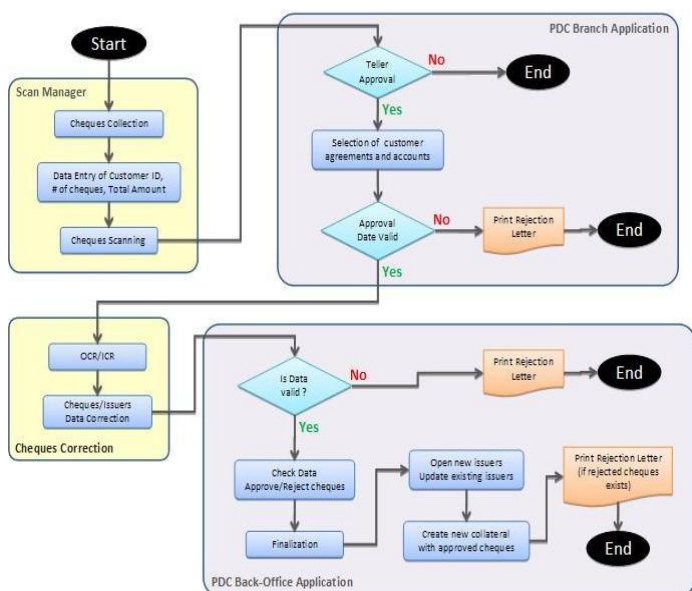 Start
Scan Manager
Cheques Collection
Data Entry of Customer ID,
# of cheques, Total Amount
Cheques Scanning
PDC Branch Application
Teller
Approval
No
End
Yes
Selection of customer
agreements and accounts
Approval
Date Valid
No
Print Rejection
Letter
End
Yes
OCR/ICR
Cheques/Issuers
Data Correction
Cheques Correction
Is Data
valid ?
No
Print Rejection
Letter
End
Yes
Check Data
Approve/Reject cheques
Finalization
Open new issuers
Update existing issuers
Create new collateral
with approved cheques
Print Rejection Letter
(if rejected cheques
exists)
End
PDC Back-Office Application